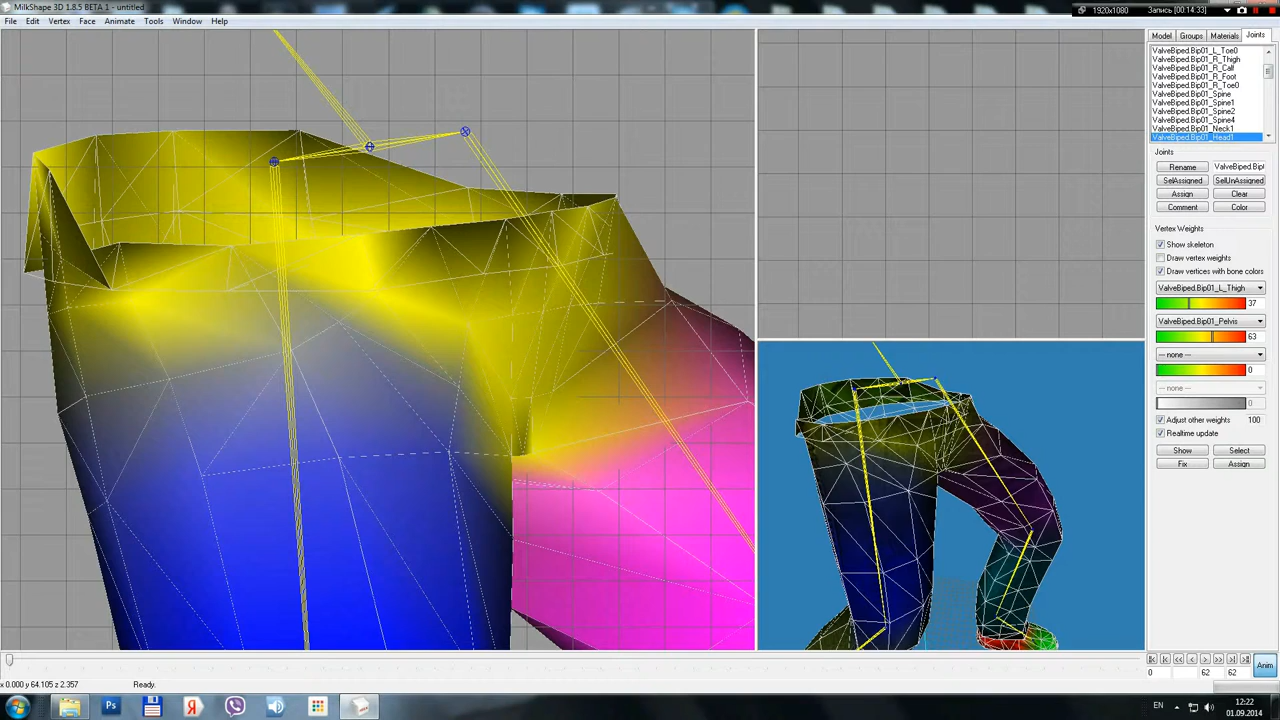 MilkShape 3D 1.8.5 BETA 1 - untitled
1920x1080 Запись [00:14.33]
File Edit Vertex Face Animate Tools Window Help
Model Groups Materials Joints
ValveBiped.Bip01_L_Toe0
ValveBiped.Bip01_R_Thigh
ValveBiped.Bip01_R_Calf
ValveBiped.Bip01_R_Foot
ValveBiped.Bip01_R_Toe0
ValveBiped.Bip01_Spine
ValveBiped.Bip01_Spine1
ValveBiped.Bip01_Spine2
ValveBiped.Bip01_Spine4
ValveBiped.Bip01_Neck1
ValveBiped.Bip01_Head1
Joints
Rename ValveBiped.Bip
SelAssigned SelUnAssigned
Assign Clear
Comment Color
Vertex Weights
Show skeleton
Draw vertex weights
Draw vertices with bone colors
ValveBiped.Bip01_L_Thigh
37
ValveBiped.Bip01_Pelvis
63
--- none ---
0
--- none ---
0
Adjust other weights 100
Realtime update
Show Select
Fix Assign
Anim
0 62 62
x 0.000 y 64.105 z 2.357 Ready.
Ps Я EN 12:22
01.09.2014